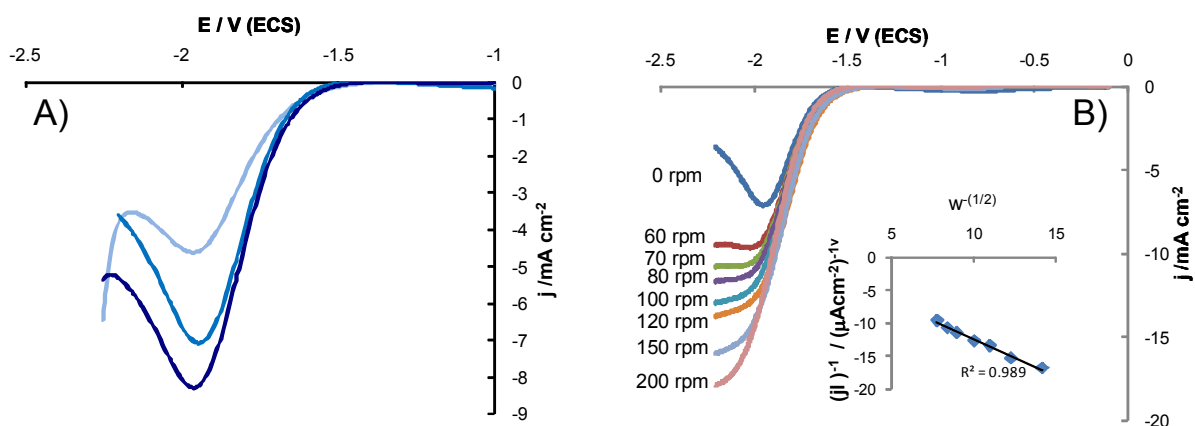 E / V (ECS)
-2.5 -2 -1.5 -1
0
-1
-2
-3
-4
-5
-6
-7
-8
-9
j /mA cm-2
A)
E / V (ECS)
-2.5 -2 -1.5 -1 -0.5 0
0
-5
-10
-15
-20
j /mA cm-2
B)
0 rpm
60 rpm
70 rpm
80 rpm
100 rpm
120 rpm
150 rpm
200 rpm
W-(1/2)
5 10 15
0
-5
-10
-15
-20
(jl )-1 / (µAcm-2)-1v
R² = 0.989